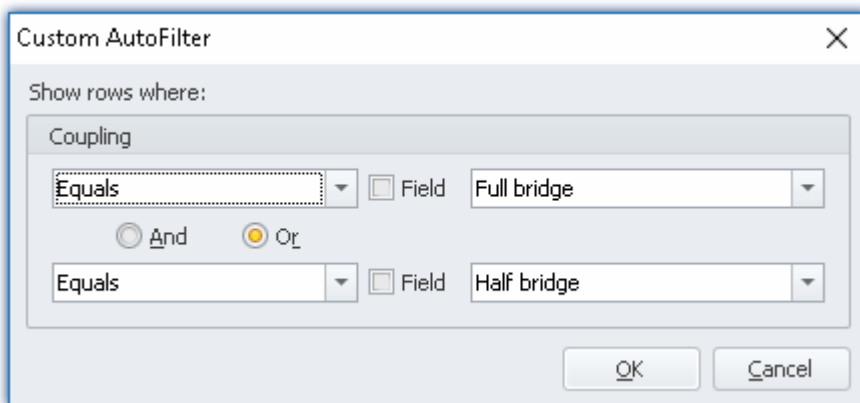 Custom AutoFilter
Show rows where:
Coupling
Equals Field Full bridge
And Or
Equals Field Half bridge
OK Cancel